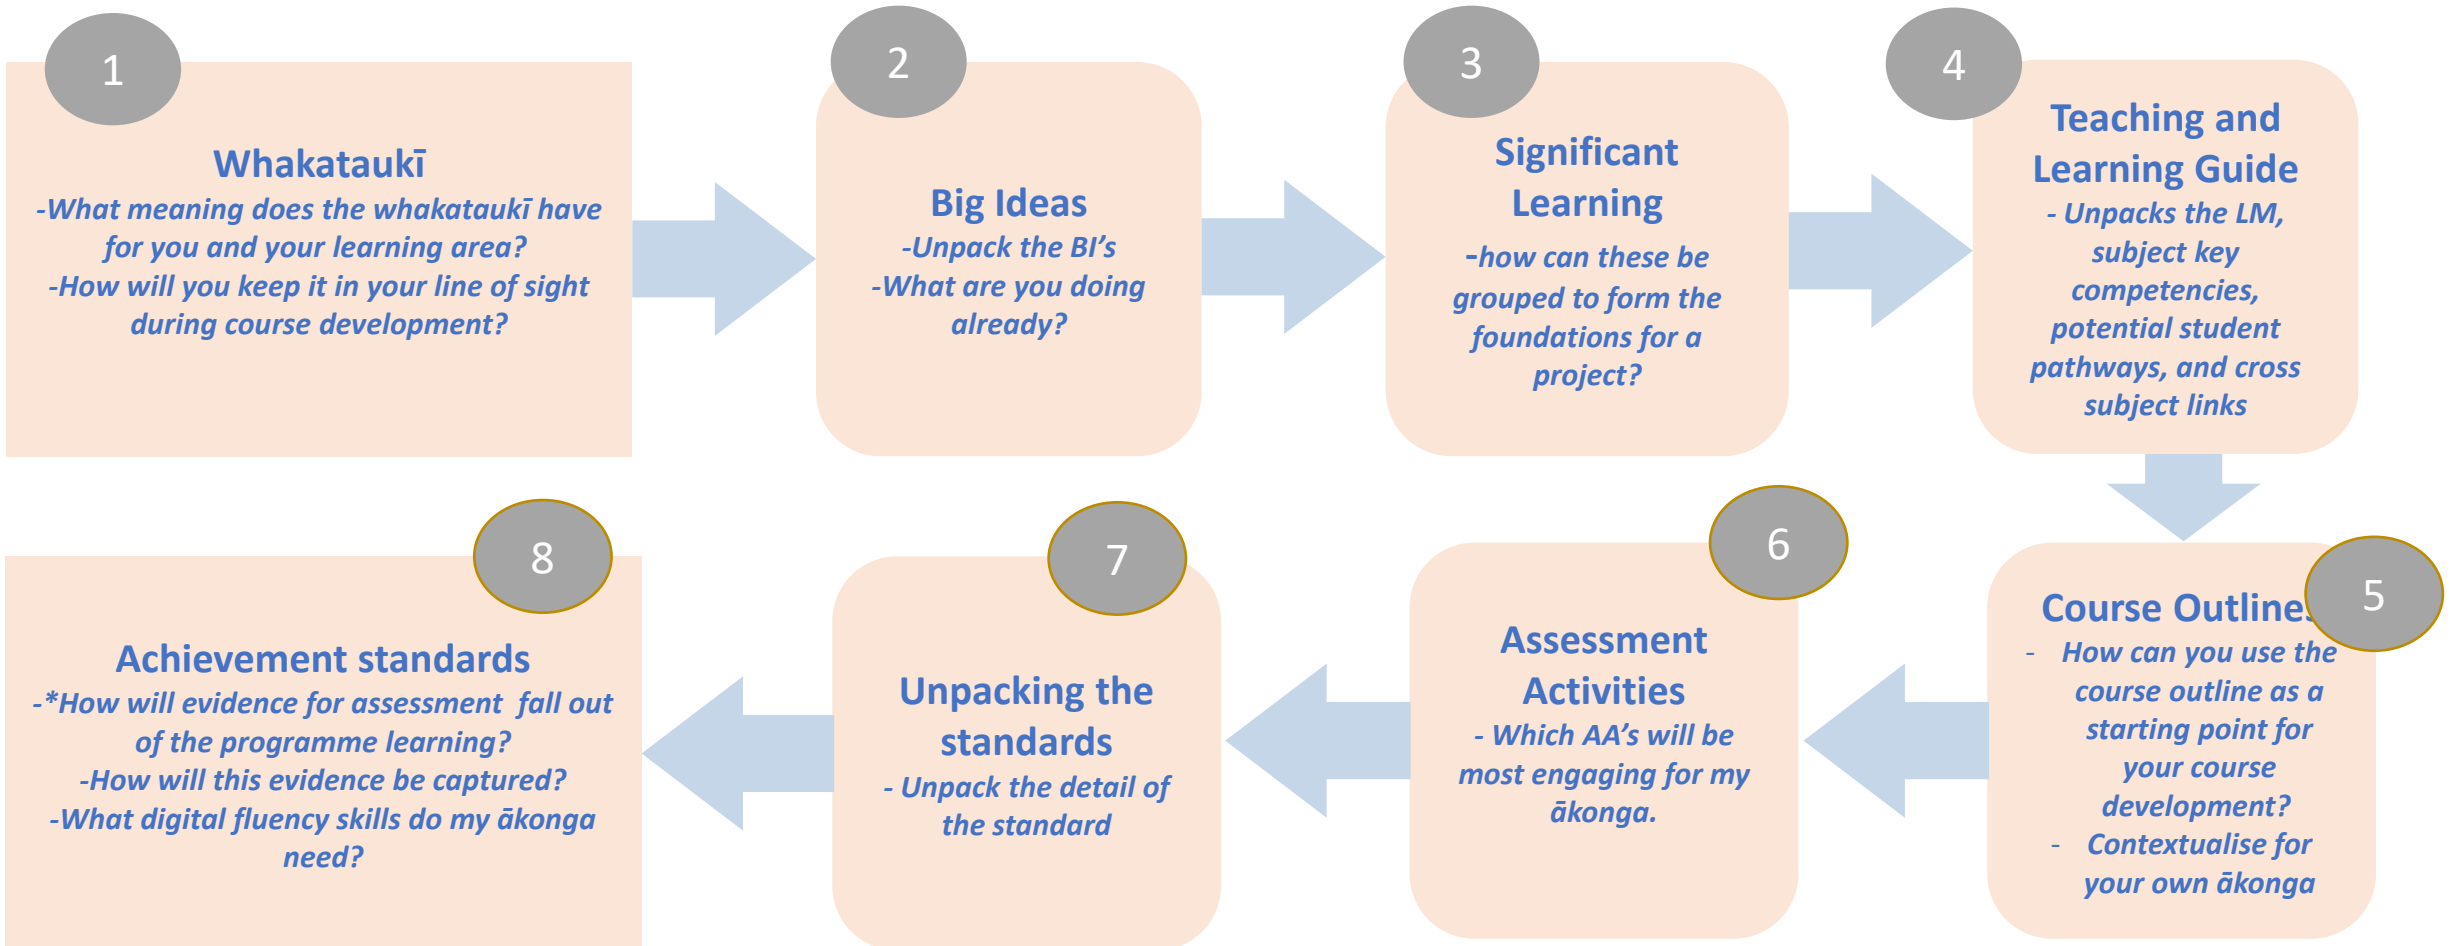 1
Whakataukī
-What meaning does the whakataukī have
for you and your learning area?
-How will you keep it in your line of sight
during course development?
2
Big Ideas
-Unpack the BI’s
-What are you doing
already?
3
Significant
Learning
-how can these be
grouped to form the
foundations for a
project?
4
Teaching and
Learning Guide
- Unpacks the LM,
subject key
competencies,
potential student
pathways, and cross
subject links
5
Course Outlines
- How can you use the
course outline as a
starting point for
your course
development?
- Contextualise for
your own ākonga
6
Assessment
Activities
- Which AA’s will be
most engaging for my
ākonga.
7
Unpacking the
standards
- Unpack the detail of
the standard
8
Achievement standards
-*How will evidence for assessment fall out
of the programme learning?
-How will this evidence be captured?
-What digital fluency skills do my ākonga
need?